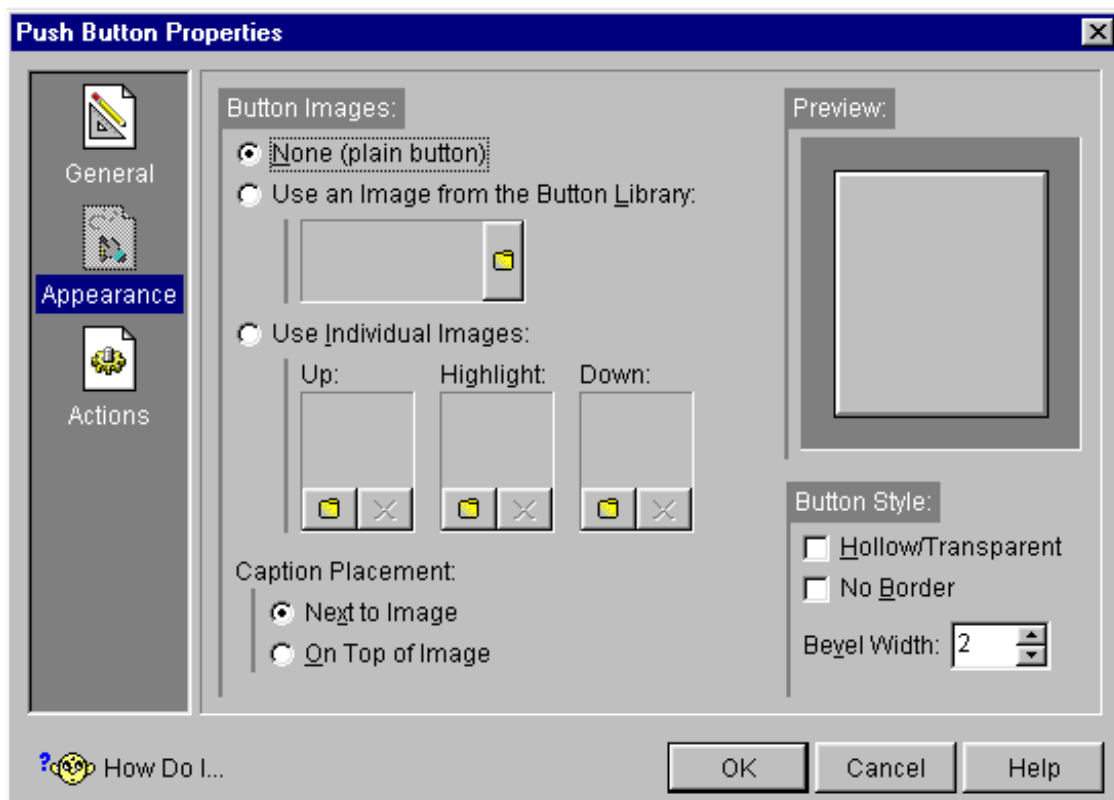 Push Button Properties
General
Appearance
Actions
Button Images:
None (plain button)
Use an Image from the Button Library:
Use Individual Images:
Up: Highlight: Down:
Caption Placement:
Next to Image
On Top of Image
Preview:
Button Style:
Hollow/Transparent
No Border
Bevel Width: 2
? How Do I...
OK Cancel Help